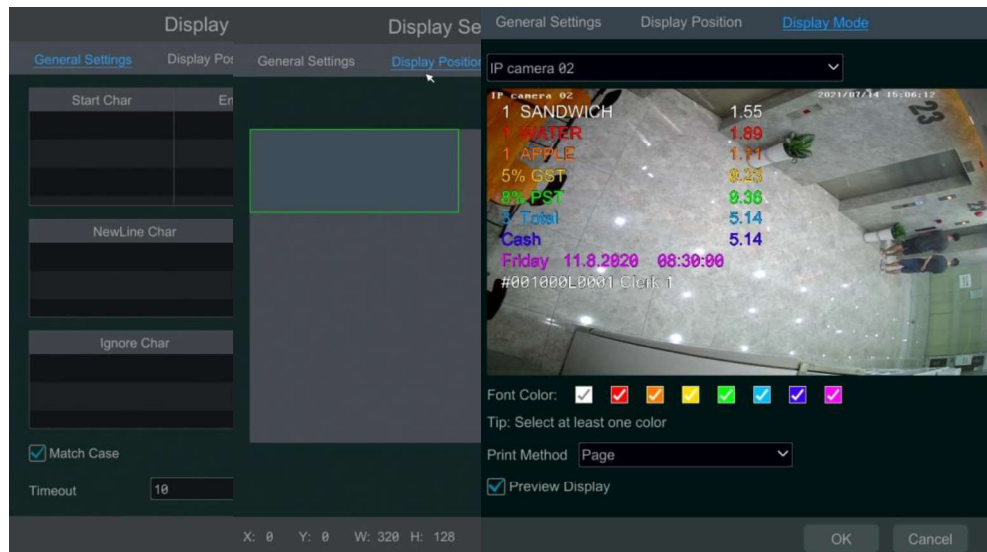 Display
General Settings Display Pos
Start Char En
NewLine Char
Ignore Char
Match Case
Timeout 10
Display Se
General Settings Display Position
X: 0 Y: 0 W: 320 H: 128
General Settings Display Position Display Mode
IP camera 02
IP camera 02 2021/07/14 15:06:12
1 SANDWICH 1.55
1 WATER 1.89
1 APPLE 1.11
5% GST 0.23
8% PST 0.36
3 Total 5.14
Cash 5.14
Friday 11.8.2020 08:30:00
#001000L0001 Clerk 1
Font Color:
Tip: Select at least one color
Print Method Page
Preview Display
OK Cancel